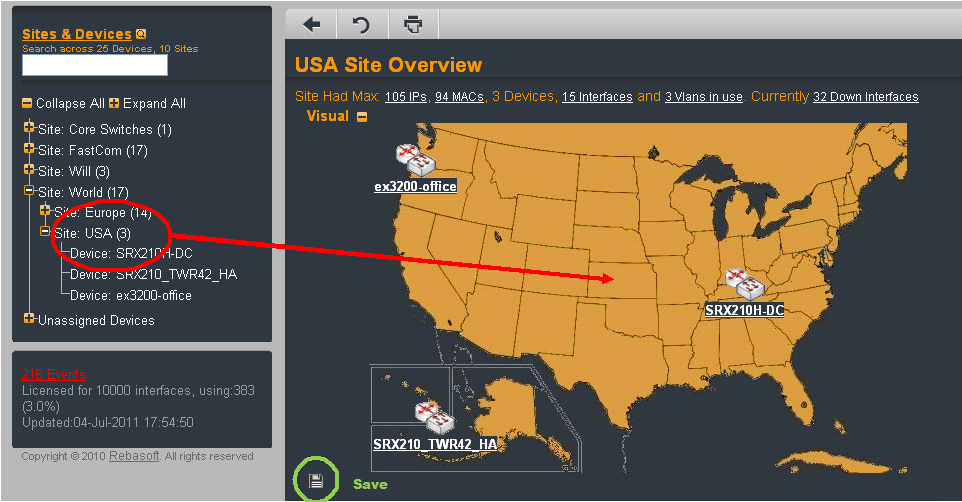 Sites & Devices
Search across 25 Devices, 10 Sites
Collapse All Expand All
Site: Core Switches (1)
Site: FastCom (17)
Site: Will (3)
Site: World (17)
Site: Europe (14)
Site: USA (3)
Device: SRX210H-DC
Device: SRX210_TWR42_HA
Device: ex3200-office
Unassigned Devices
216 Events
Licensed for 10000 interfaces, using:383
(3.0%)
Updated:04-Jul-2011 17:54:50
Copyright © 2010 Rebasoft. All rights reserved
USA Site Overview
Site Had Max: 105 IPs, 94 MACs, 3 Devices, 15 Interfaces and 3 Vlans in use. Currently 32 Down Interfaces
Visual
ex3200-office
SRX210H-DC
SRX210_TWR42_HA
Save